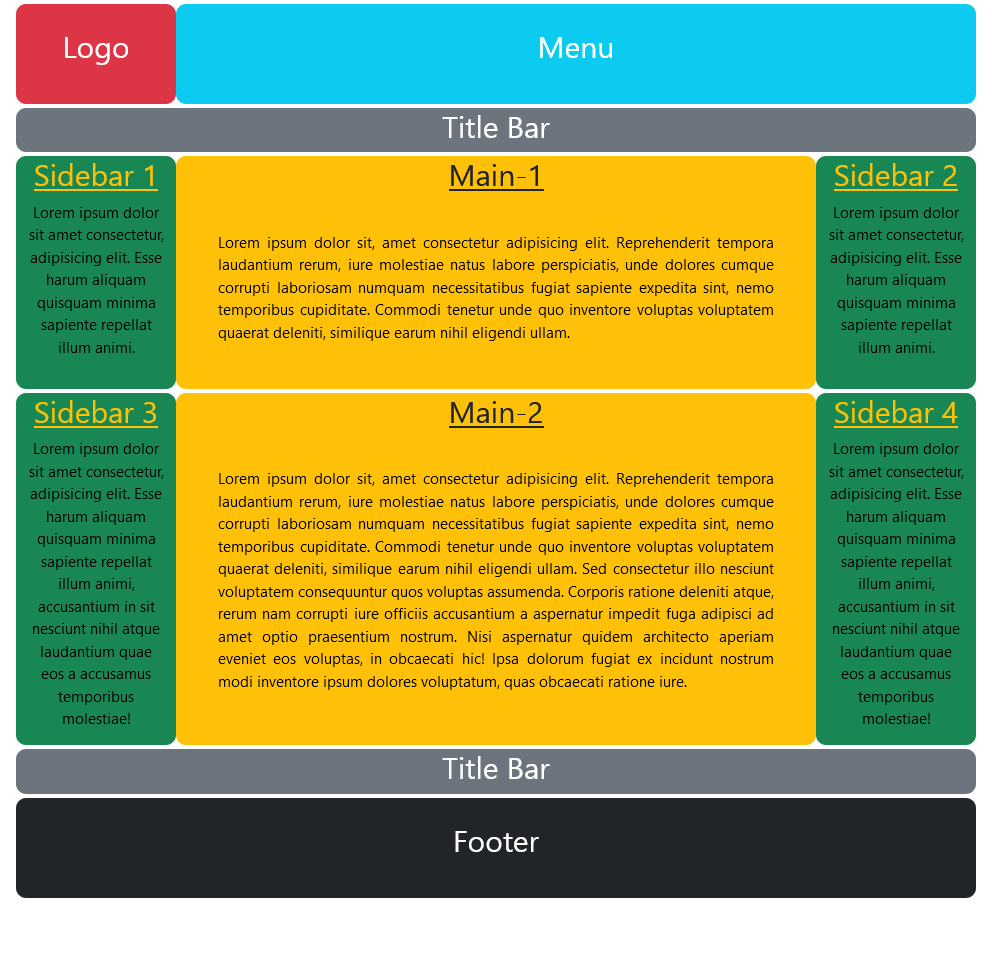 Logo
Menu
Title Bar
Sidebar 1
Lorem ipsum dolor
sit amet consectetur,
adipisicing elit. Esse
harum aliquam
quisquam minima
sapiente repellat
illum animi.
Main-1
Lorem ipsum dolor sit, amet consectetur adipisicing elit. Reprehenderit tempora
laudantium rerum, iure molestiae natus labore perspiciatis, unde dolores cumque
corrupti laboriosam numquam necessitatibus fugiat sapiente expedita sint, nemo
temporibus cupiditate. Commodi tenetur unde quo inventore voluptas voluptatem
quaerat deleniti, similique earum nihil eligendi ullam.
Sidebar 2
Lorem ipsum dolor
sit amet consectetur,
adipisicing elit. Esse
harum aliquam
quisquam minima
sapiente repellat
illum animi.
Sidebar 3
Lorem ipsum dolor
sit amet consectetur,
adipisicing elit. Esse
harum aliquam
quisquam minima
sapiente repellat
illum animi,
accusantium in sit
nesciunt nihil atque
laudantium quae
eos a accusamus
temporibus
molestiae!
Main-2
Lorem ipsum dolor sit, amet consectetur adipisicing elit. Reprehenderit tempora
laudantium rerum, iure molestiae natus labore perspiciatis, unde dolores cumque
corrupti laboriosam numquam necessitatibus fugiat sapiente expedita sint, nemo
temporibus cupiditate. Commodi tenetur unde quo inventore voluptas voluptatem
quaerat deleniti, similique earum nihil eligendi ullam. Sed consectetur illo nesciunt
voluptatem consequuntur quos voluptas assumenda. Corporis ratione deleniti atque,
rerum nam corrupti iure officiis accusantium a aspernatur impedit fuga adipisci ad
amet optio praesentium nostrum. Nisi aspernatur quidem architecto aperiam
eveniet eos voluptas, in obcaecati hic! Ipsa dolorum fugiat ex incidunt nostrum
modi inventore ipsum dolores voluptatum, quas obcaecati ratione iure.
Sidebar 4
Lorem ipsum dolor
sit amet consectetur,
adipisicing elit. Esse
harum aliquam
quisquam minima
sapiente repellat
illum animi,
accusantium in sit
nesciunt nihil atque
laudantium quae
eos a accusamus
temporibus
molestiae!
Title Bar
Footer